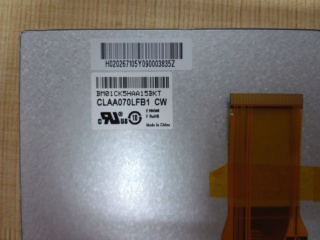 H020267105Y090003835Z
BM01CK5HAA15BKT
CLAA070LFB1 CW
Made in China